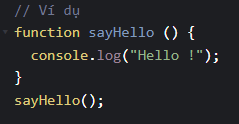 // Ví dụ
function sayHello () {
  console.log("Hello !");
}
sayHello();